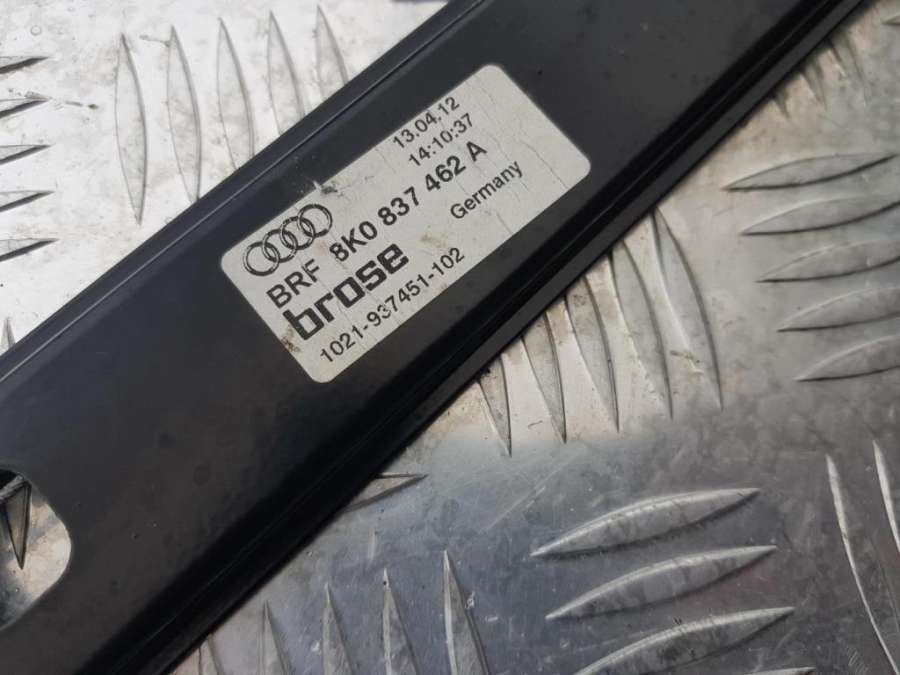 13.04.12
14:10:37
BRF 8K0 837 462 A
brose Germany
1021-937451-102